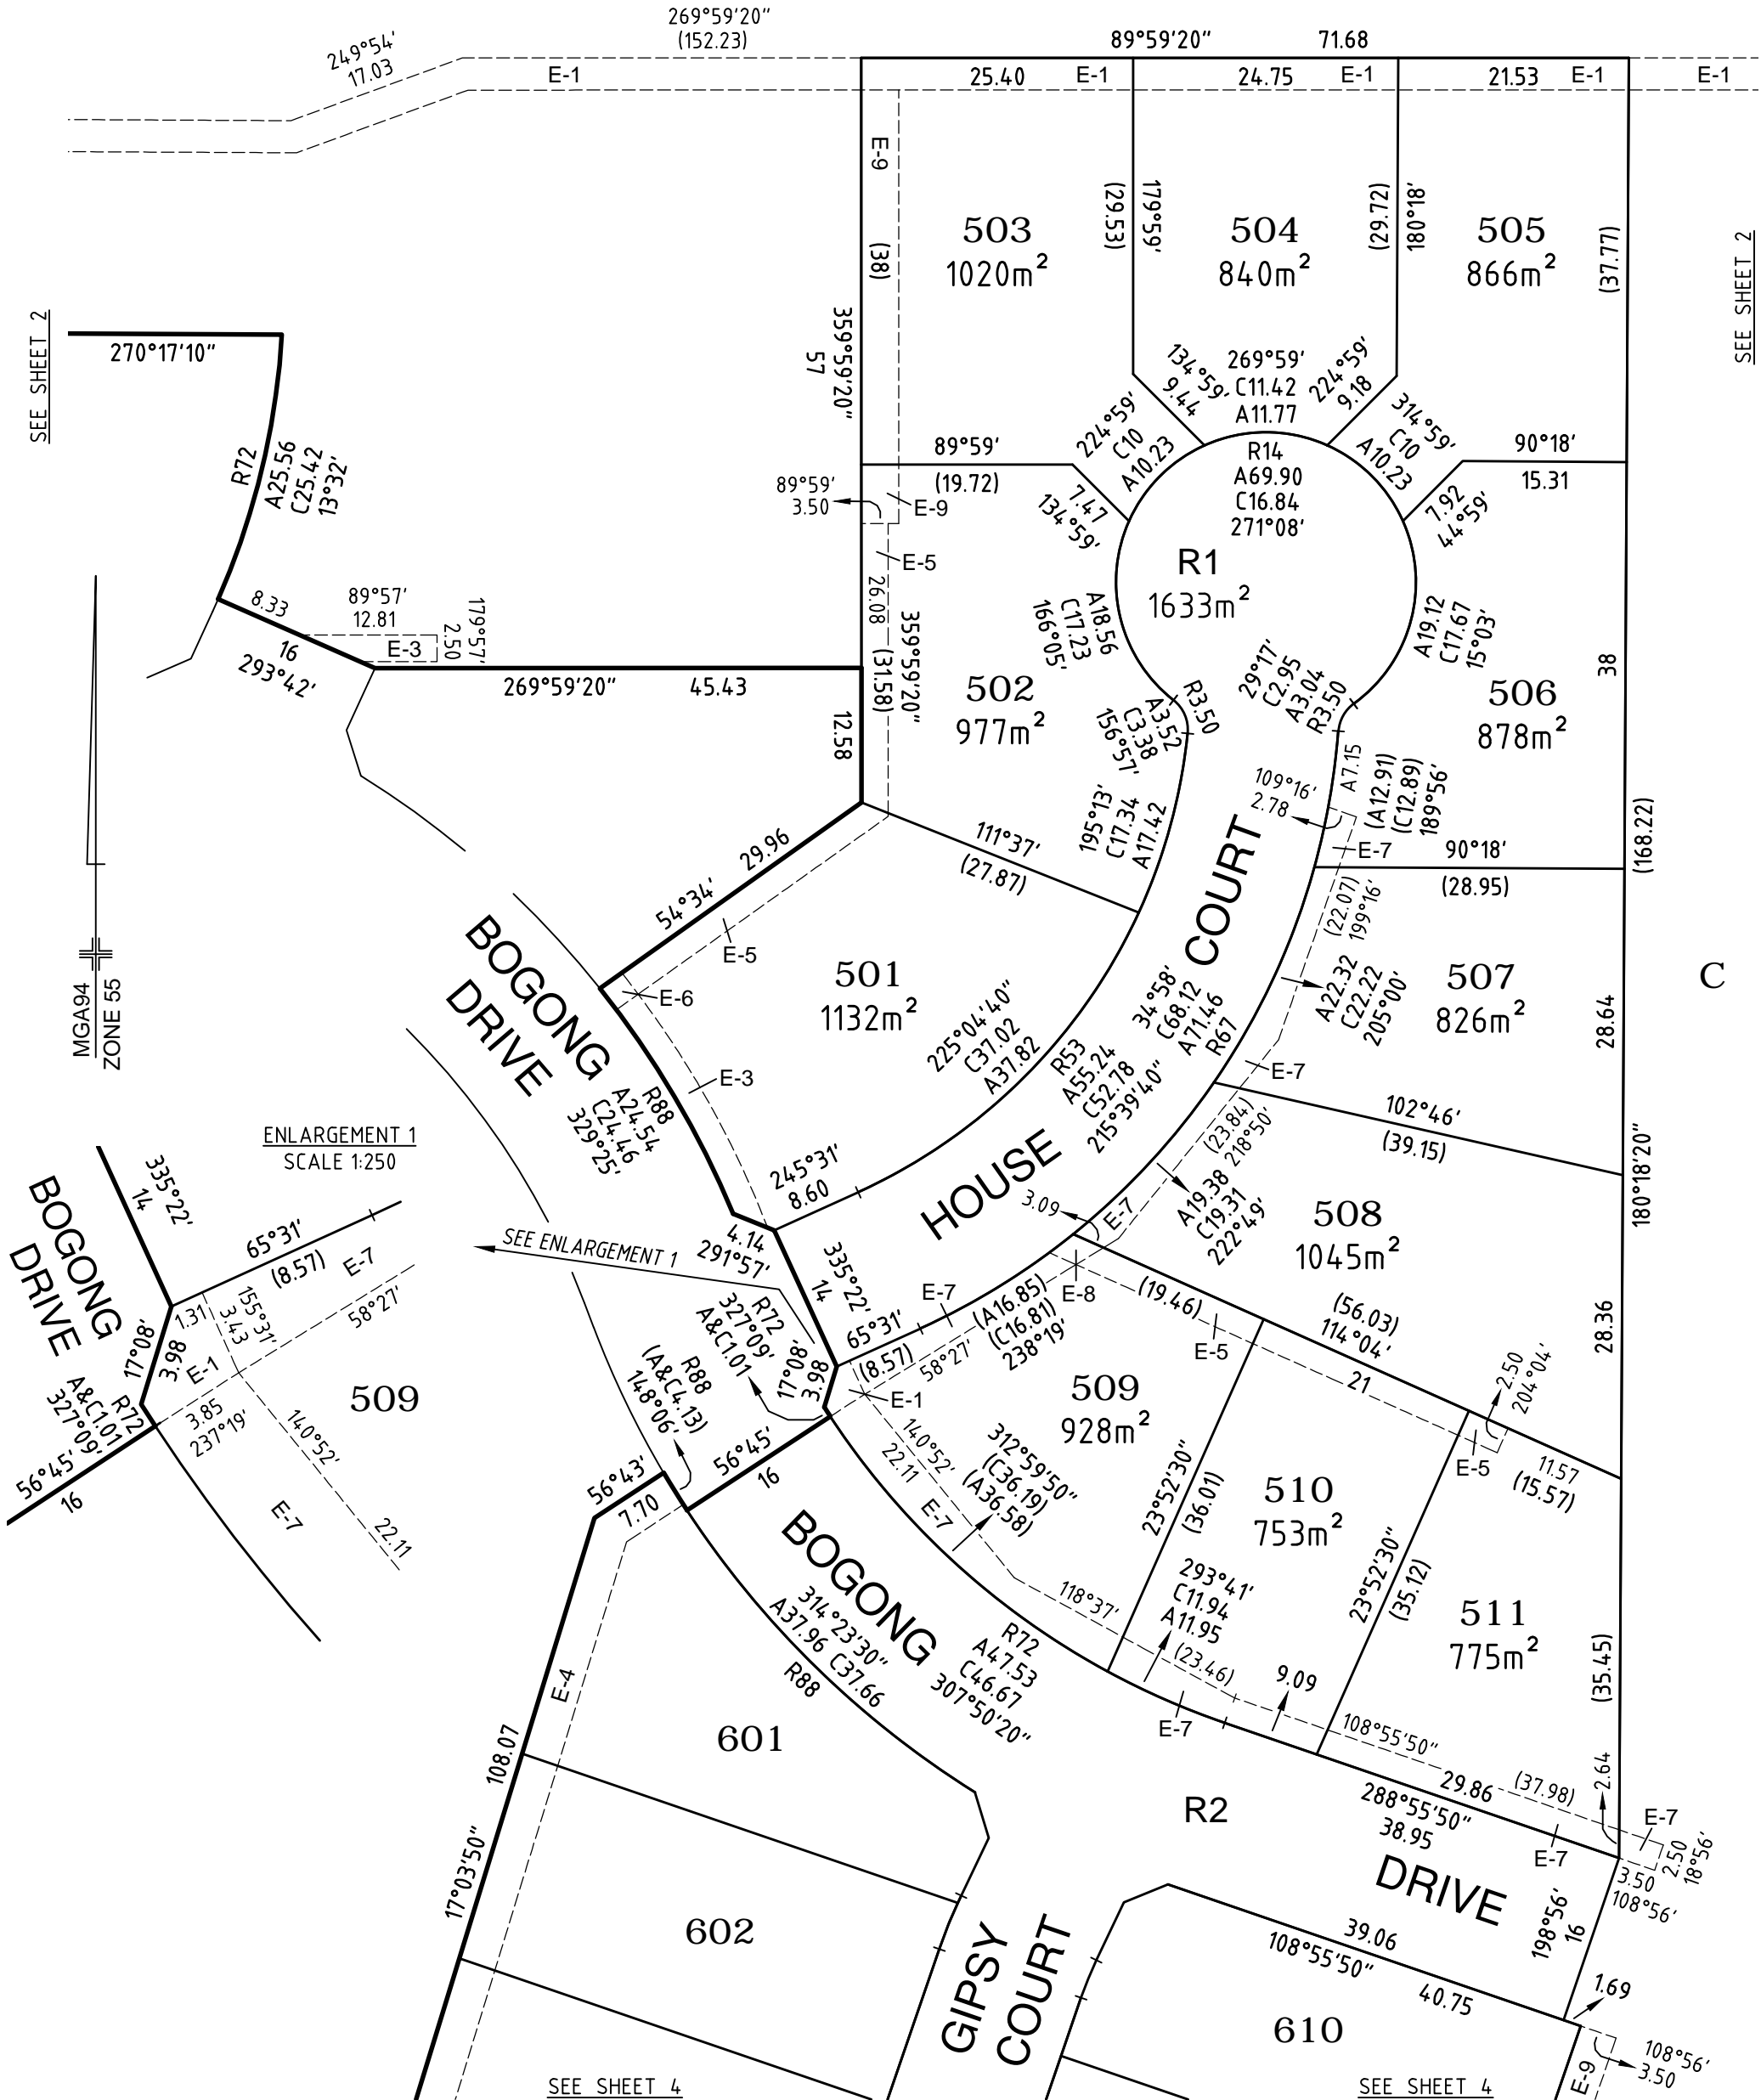 269°59'20"
(152.23)
249°54'
17.03
E-1
89°59'20"
71.68
25.40
E-1
24.75
E-1
21.53
E-1
E-1
E-9
(38)
503
1020m²
(29.53)
179°59'
504
840m²
(29.72)
180°18'
505
866m²
(37.77)
SEE SHEET 2
SEE SHEET 2
270°17'10"
R72
A25.56
C25.42
13°32'
359°59'20"
57
134°59'
9.44
269°59'
C11.42
A11.77
224°59'
9.18
224°59'
C10
A10.23
314°59'
C10
A10.23
89°59'
(19.72)
90°18'
15.31
89°59'
3.50
E-9
7.47
134°59'
R14
A69.90
C16.84
271°08'
7.92
44°59'
R1
1633m²
E-5
26.08
(31.58)
359°59'20"
8.33
89°57'
12.81
E-3
2.50
179°57'
16
293°42'
269°59'20"
45.43
12.58
502
977m²
A18.56
C17.23
166°05'
A19.12
C17.67
15°03'
29°17'
C2.95
A3.04
R3.50
R3.50
A3.52
C3.38
156°57'
506
878m²
38
109°16'
2.78
A7.15
(A12.91)
(C12.89)
189°56'
E-7
195°13'
C17.34
A17.42
90°18'
(28.95)
(168.22)
54°34'
29.96
111°37'
(27.87)
E-5
E-6
MGA94
ZONE 55
BOGONG
DRIVE
501
1132m²
COURT
(22.07)
199°16'
A22.32
C22.22
205°00'
507
826m²
28.64
C
225°04'40"
C37.02
A37.82
34°58'
C68.12
A71.46
R67
R53
A55.24
C52.78
215°39'40"
E-3
E-7
R88
A24.54
C24.46
329°25'
ENLARGEMENT 1
SCALE 1:250
102°46'
(39.15)
(23.84)
218°50'
180°18'20"
HOUSE
245°31'
8.60
335°22'
14
BOGONG
DRIVE
65°31'
(8.57)
E-7
SEE ENLARGEMENT 1
4.14
291°57'
335°22'
14
3.09
E-7
A19.38
C19.31
222°49'
508
1045m²
1.31
155°31'
3.43
58°27'
17°08'
3.98
E-1
R72
A&C1.01
327°09'
3.85
237°19'
509
140°52'
22.11
E-7
56°45'
16
R72
327°09'
A&C1.01
65°31'
(8.57)
E-7
58°27'
(A16.85)
(C16.81)
238°19'
E-8
(19.46)
E-5
(56.03)
114°04'
28.36
17°08'
3.98
E-1
R88
(A&C4.13)
148°06'
509
928m²
21
2.50
204°04'
56°43'
7.70
56°45'
16
140°52'
22.11
E-7
312°59'50"
(C36.19)
(A36.58)
23°52'30"
(36.01)
510
753m²
E-5
11.57
(15.57)
BOGONG
314°23'30"
A37.96 C37.66
R88
R72
A47.53
C46.67
307°50'20"
118°37'
293°41'
C11.94
A11.95
(23.46)
E-7
9.09
23°52'30"
(35.12)
511
775m²
(35.45)
E-4
601
108.07
17°03'50"
602
R2
108°55'50"
29.86
(37.98)
288°55'50"
38.95
2.64
E-7
E-7
2.50
18°56'
3.50
108°56'
DRIVE
198°56'
16
39.06
108°55'50"
40.75
1.69
GIPSY
COURT
610
108°56'
3.50
E-9
SEE SHEET 4
SEE SHEET 4